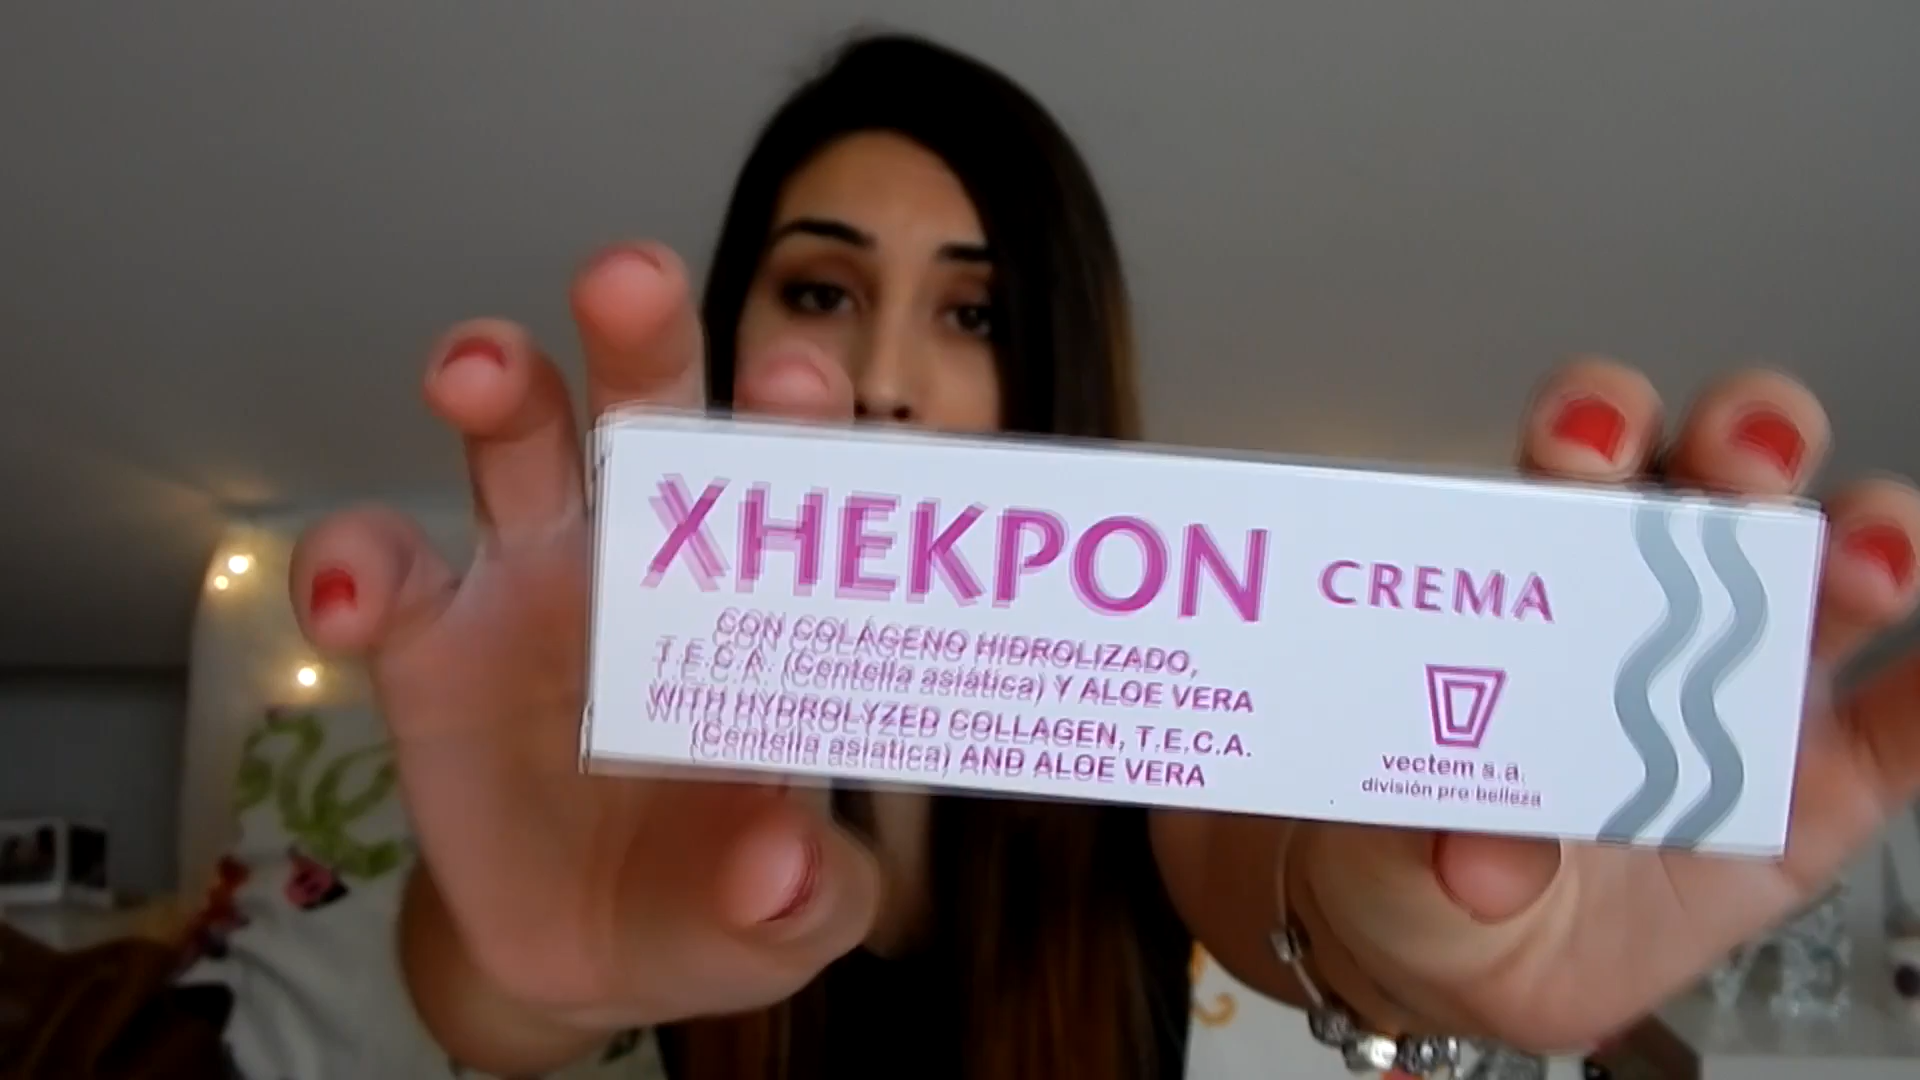 XHEKPON CREMA
CON COLÁGENO HIDROLIZADO,
T.E.C.A. (Centella asiática) Y ALOE VERA
WITH HYDROLYZED COLLAGEN, T.E.C.A.
(Centella asiatica) AND ALOE VERA
vectem s.a.
división pro belleza